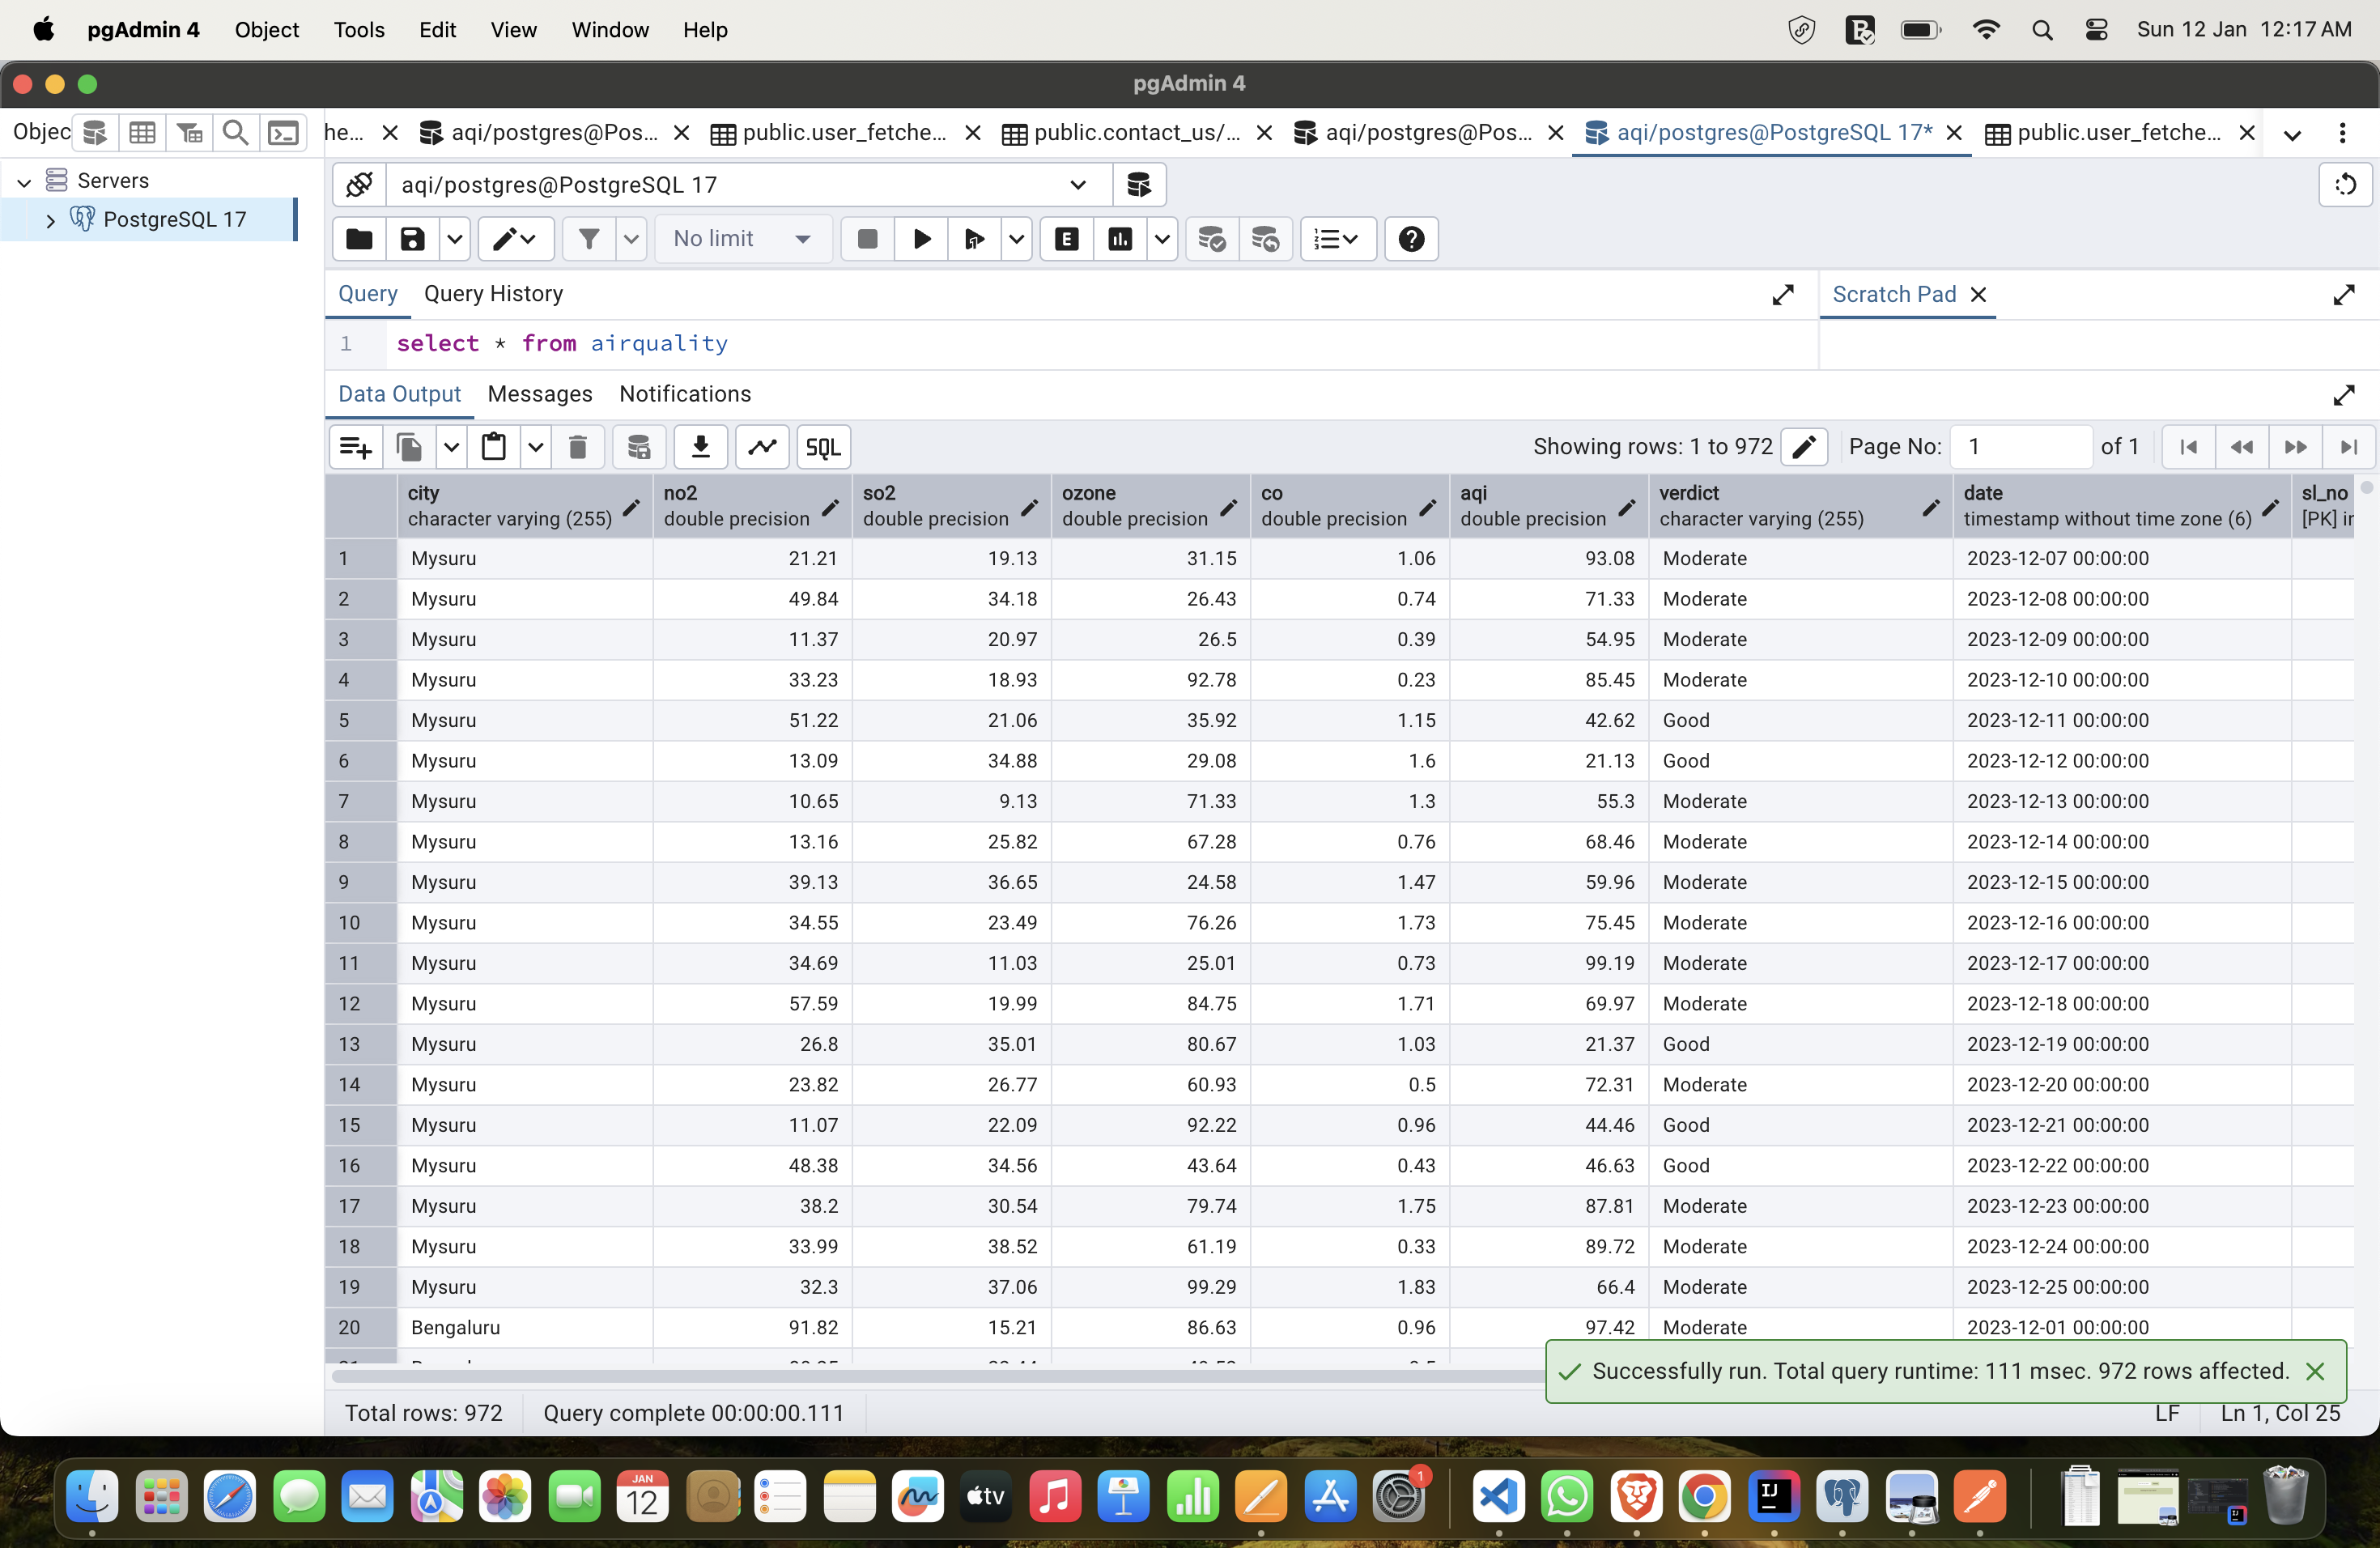 pgAdmin 4 Object Tools Edit View Window Help Sun 12 Jan 12:17 AM
pgAdmin 4
Objec he... aqi/postgres@Pos... public.user_fetche... public.contact_us/... aqi/postgres@Pos... aqi/postgres@PostgreSQL 17* public.user_fetche...
Servers
PostgreSQL 17
aqi/postgres@PostgreSQL 17
No limit E
Query Query History Scratch Pad
1 select * from airquality
Data Output Messages Notifications
SQL Showing rows: 1 to 972 Page No: 1 of 1
city no2 so2 ozone co aqi verdict date sl_no
character varying (255) double precision double precision double precision double precision double precision character varying (255) timestamp without time zone (6) [PK] ir
1 Mysuru 21.21 19.13 31.15 1.06 93.08 Moderate 2023-12-07 00:00:00
2 Mysuru 49.84 34.18 26.43 0.74 71.33 Moderate 2023-12-08 00:00:00
3 Mysuru 11.37 20.97 26.5 0.39 54.95 Moderate 2023-12-09 00:00:00
4 Mysuru 33.23 18.93 92.78 0.23 85.45 Moderate 2023-12-10 00:00:00
5 Mysuru 51.22 21.06 35.92 1.15 42.62 Good 2023-12-11 00:00:00
6 Mysuru 13.09 34.88 29.08 1.6 21.13 Good 2023-12-12 00:00:00
7 Mysuru 10.65 9.13 71.33 1.3 55.3 Moderate 2023-12-13 00:00:00
8 Mysuru 13.16 25.82 67.28 0.76 68.46 Moderate 2023-12-14 00:00:00
9 Mysuru 39.13 36.65 24.58 1.47 59.96 Moderate 2023-12-15 00:00:00
10 Mysuru 34.55 23.49 76.26 1.73 75.45 Moderate 2023-12-16 00:00:00
11 Mysuru 34.69 11.03 25.01 0.73 99.19 Moderate 2023-12-17 00:00:00
12 Mysuru 57.59 19.99 84.75 1.71 69.97 Moderate 2023-12-18 00:00:00
13 Mysuru 26.8 35.01 80.67 1.03 21.37 Good 2023-12-19 00:00:00
14 Mysuru 23.82 26.77 60.93 0.5 72.31 Moderate 2023-12-20 00:00:00
15 Mysuru 11.07 22.09 92.22 0.96 44.46 Good 2023-12-21 00:00:00
16 Mysuru 48.38 34.56 43.64 0.43 46.63 Good 2023-12-22 00:00:00
17 Mysuru 38.2 30.54 79.74 1.75 87.81 Moderate 2023-12-23 00:00:00
18 Mysuru 33.99 38.52 61.19 0.33 89.72 Moderate 2023-12-24 00:00:00
19 Mysuru 32.3 37.06 99.29 1.83 66.4 Moderate 2023-12-25 00:00:00
20 Bengaluru 91.82 15.21 86.63 0.96 97.42 Moderate 2023-12-01 00:00:00
Successfully run. Total query runtime: 111 msec. 972 rows affected.
Total rows: 972 Query complete 00:00:00.111 LF Ln 1, Col 25
JAN
12
tv
1
IJ